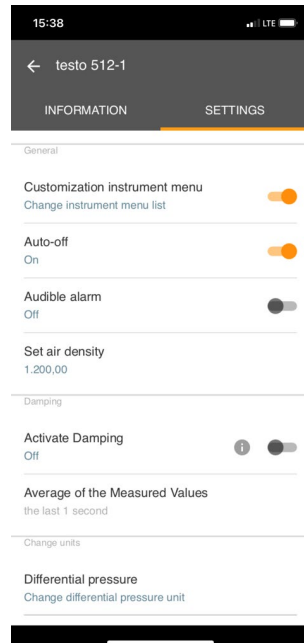 15:38
LTE
testo 512-1
INFORMATION
SETTINGS
General
Customization instrument menu
Change instrument menu list
Auto-off
On
Audible alarm
Off
Set air density
1.200,00
Damping
Activate Damping
Off
Average of the Measured Values
the last 1 second
Change units
Differential pressure
Change differential pressure unit